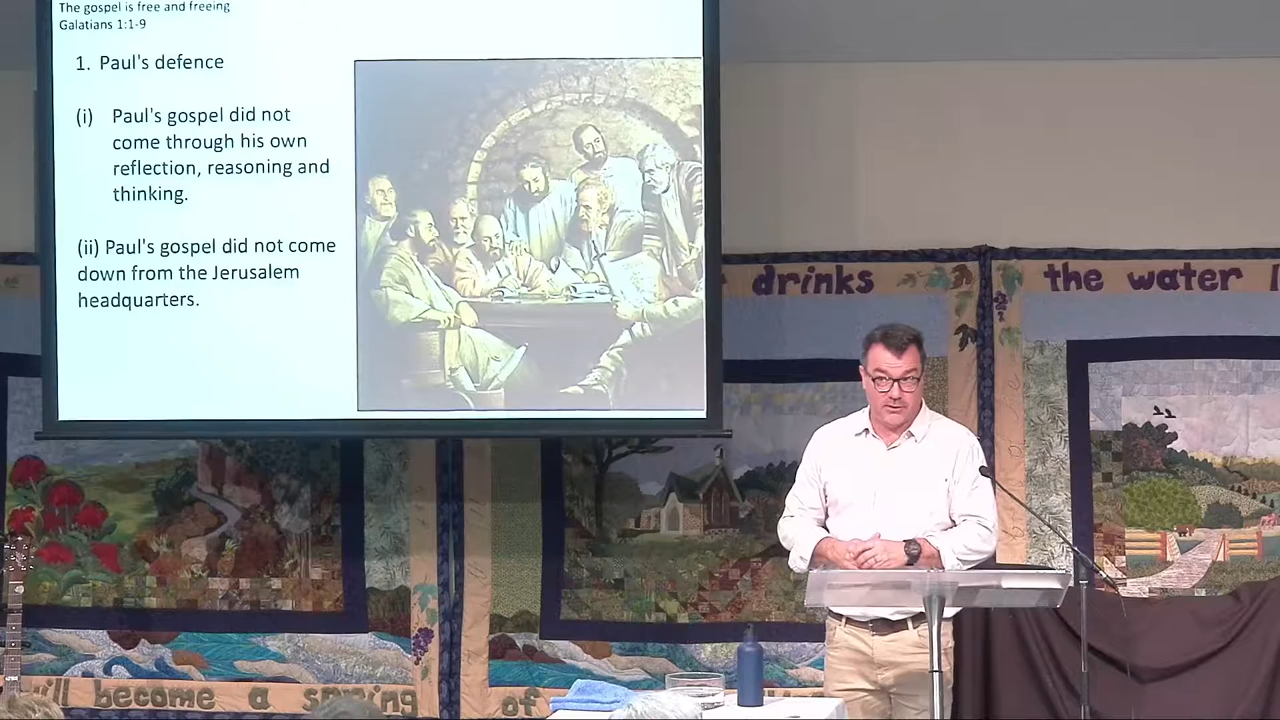 The gospel is free and freeing
Galatians 1:1-9
1. Paul's defence
(i) Paul's gospel did not
come through his own
reflection, reasoning and
thinking.
(ii) Paul's gospel did not come
down from the Jerusalem
headquarters.
drinks
the water
will become a spring
of